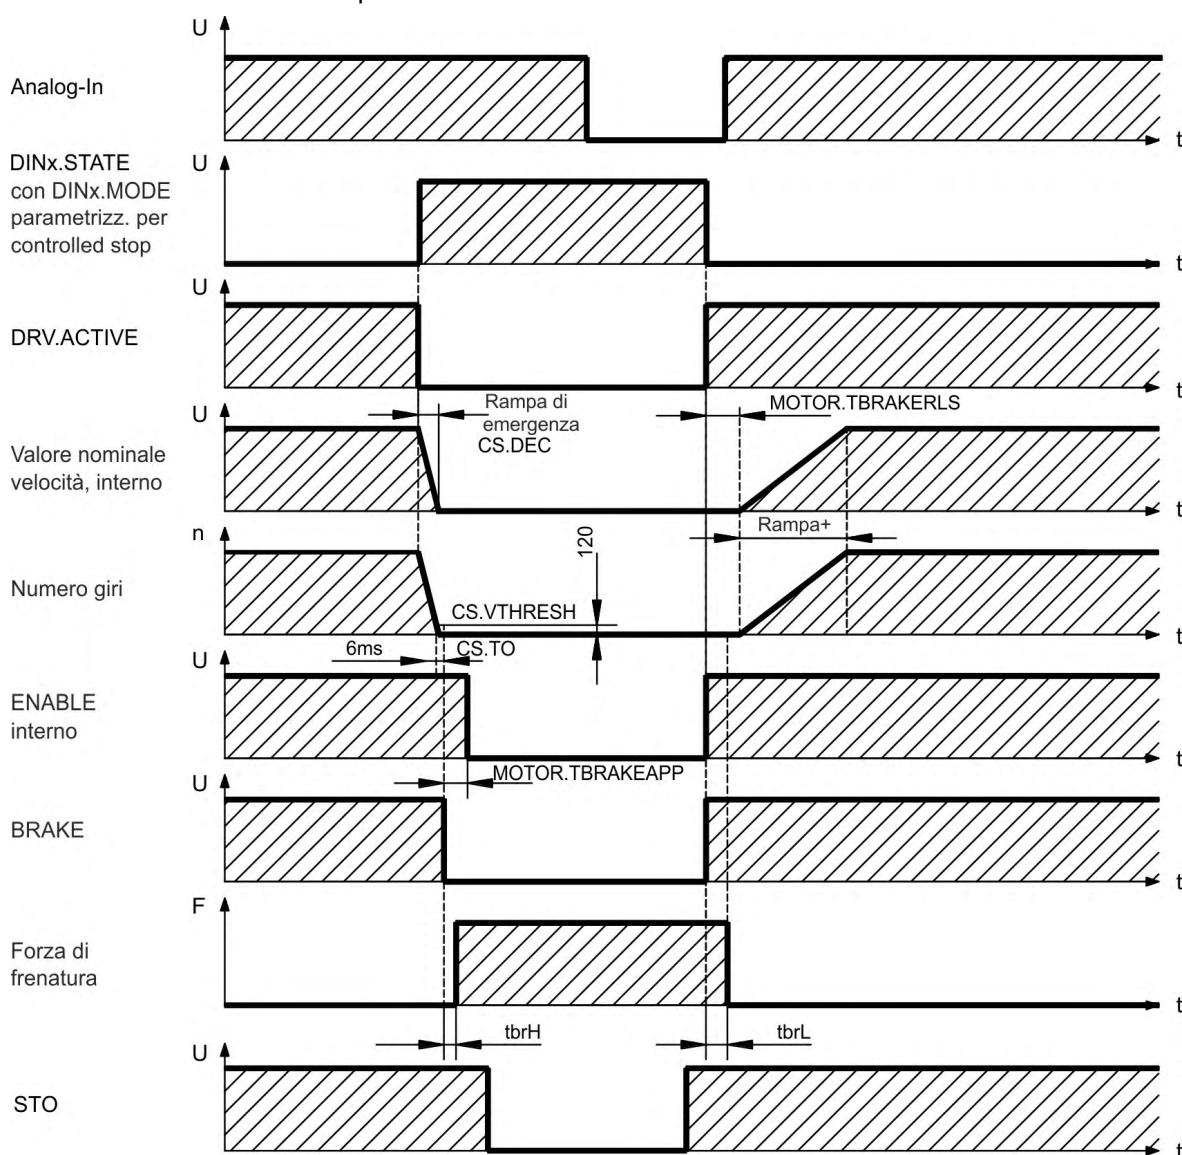 U
Analog-In
t
DINx.STATE
con DINx.MODE
parametrizz. per
controlled stop
U
t
U
DRV.ACTIVE
t
U
Rampa di
emergenza
CS.DEC
MOTOR.TBRAKERLS
Valore nominale
velocità, interno
t
n
120
Rampa+
Numero giri
CS.VTHRESH
t
6ms
CS.TO
U
ENABLE
interno
t
MOTOR.TBRAKEAPP
U
BRAKE
t
F
Forza di
frenatura
t
tbrH
tbrL
U
STO
t